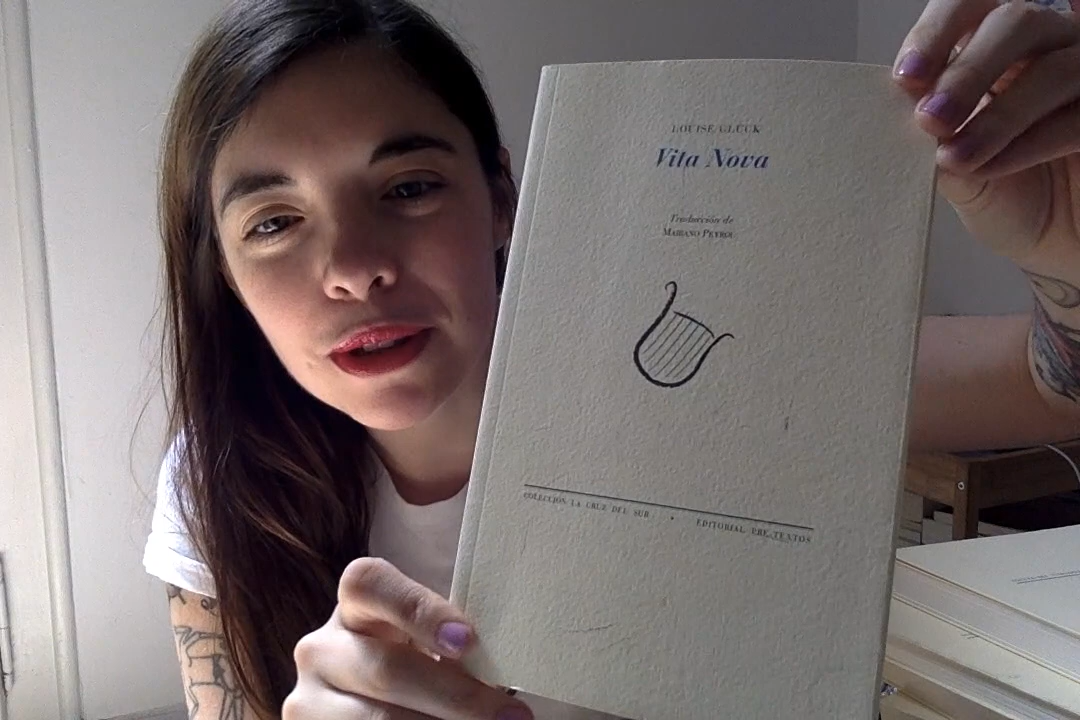 LOUISE GLÜCK
Vita Nova
Traducción de
MARIANO PEYROU
COLECCIÓN LA CRUZ DEL SUR • EDITORIAL PRE-TEXTOS